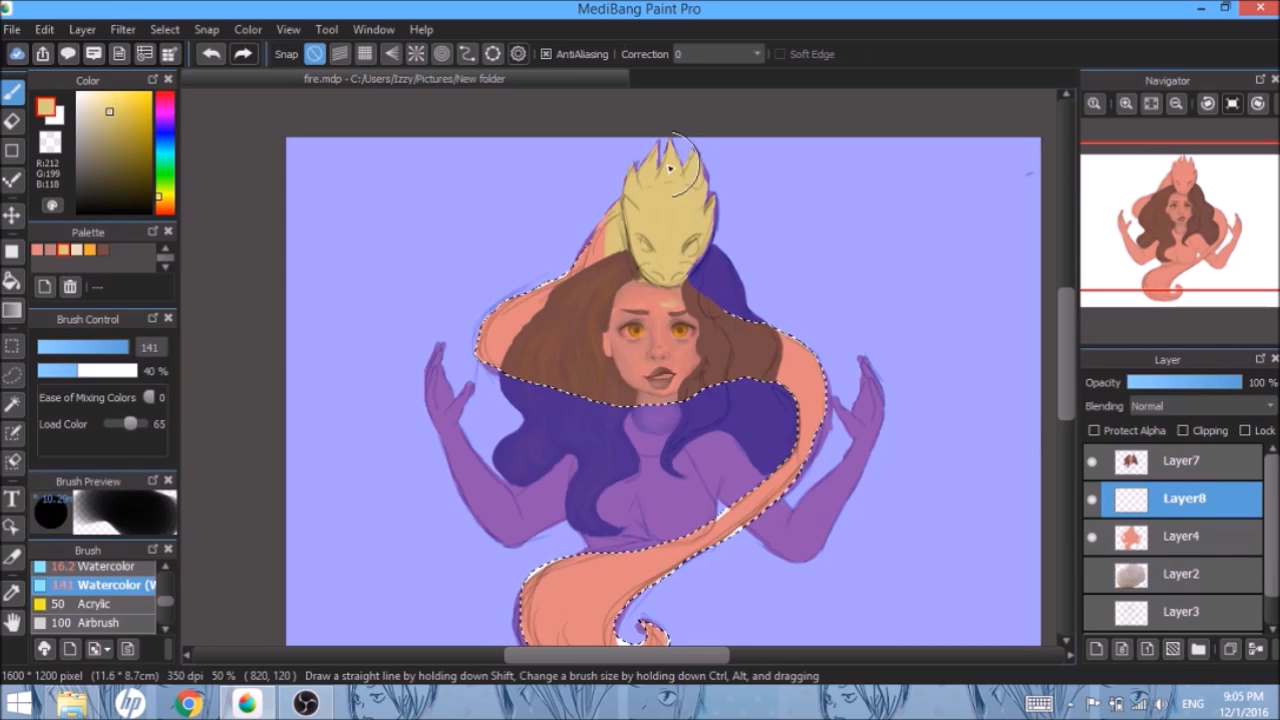 MediBang Paint Pro
File Edit Layer Filter Select Snap Color View Tool Window Help
Snap AntiAliasing Correction 0 Soft Edge
Color
fire.mdp - C:/Users/Izzy/Pictures/New folder
Navigator
R:212
G:199
B:118
Palette
---
Brush Control
141
40 %
Ease of Mixing Colors 0
Load Color 65
Brush Preview
Brush
16.2 Watercolor
141 Watercolor (W
50 Acrylic
100 Airbrush
T
Layer
Opacity 100 %
Blending Normal
Protect Alpha Clipping Lock
Layer7
Layer8
Layer4
Layer2
Layer3
1600 * 1200 pixel (11.6 * 8.7cm) 350 dpi 50 % ( 820, 120 ) Draw a straight line by holding down Shift, Change a brush size by holding down Ctrl, Alt, and dragging
hp
ENG
9:05 PM
12/1/2016